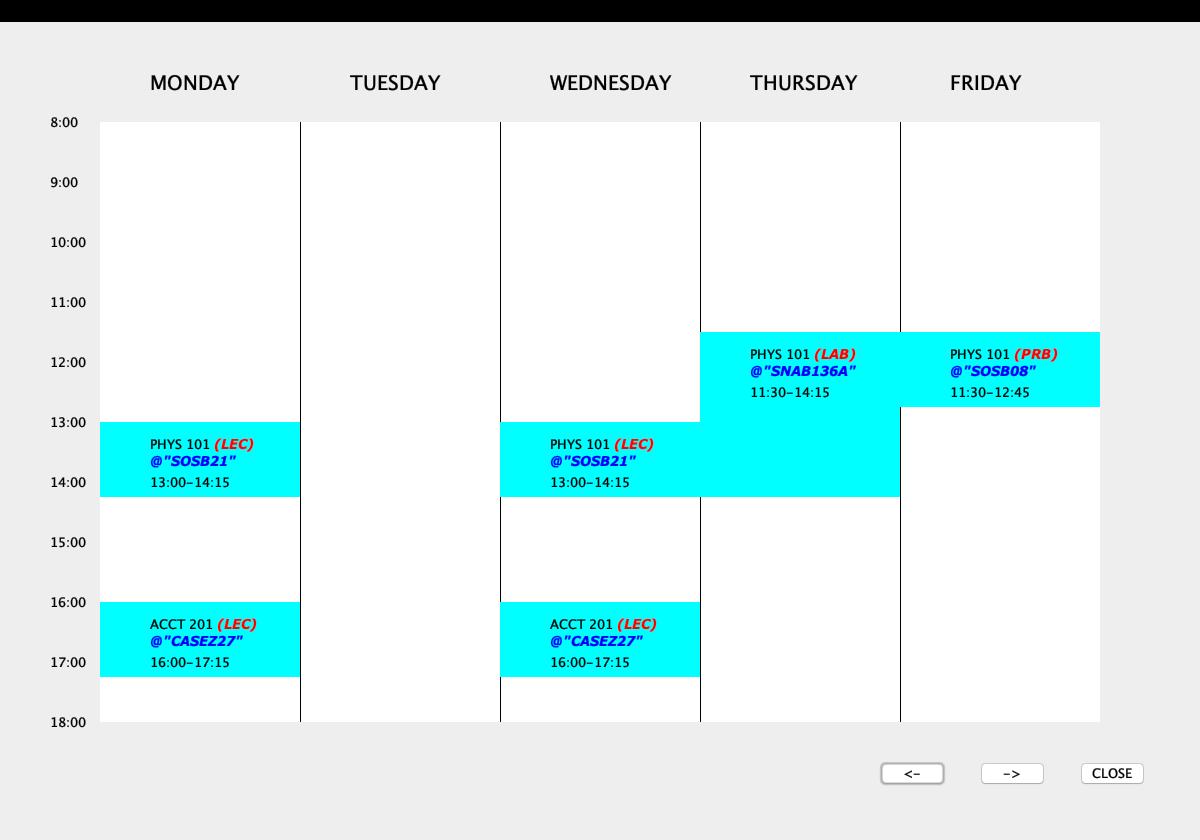 MONDAY TUESDAY WEDNESDAY THURSDAY FRIDAY
8:00
9:00
10:00
11:00
12:00
13:00
14:00
15:00
16:00
17:00
18:00
PHYS 101 (LEC)
@"SOSB21"
13:00-14:15
ACCT 201 (LEC)
@"CASEZ27"
16:00-17:15
PHYS 101 (LEC)
@"SOSB21"
13:00-14:15
ACCT 201 (LEC)
@"CASEZ27"
16:00-17:15
PHYS 101 (LAB)
@"SNAB136A"
11:30-14:15
PHYS 101 (PRB)
@"SOSB08"
11:30-12:45
<- -> CLOSE